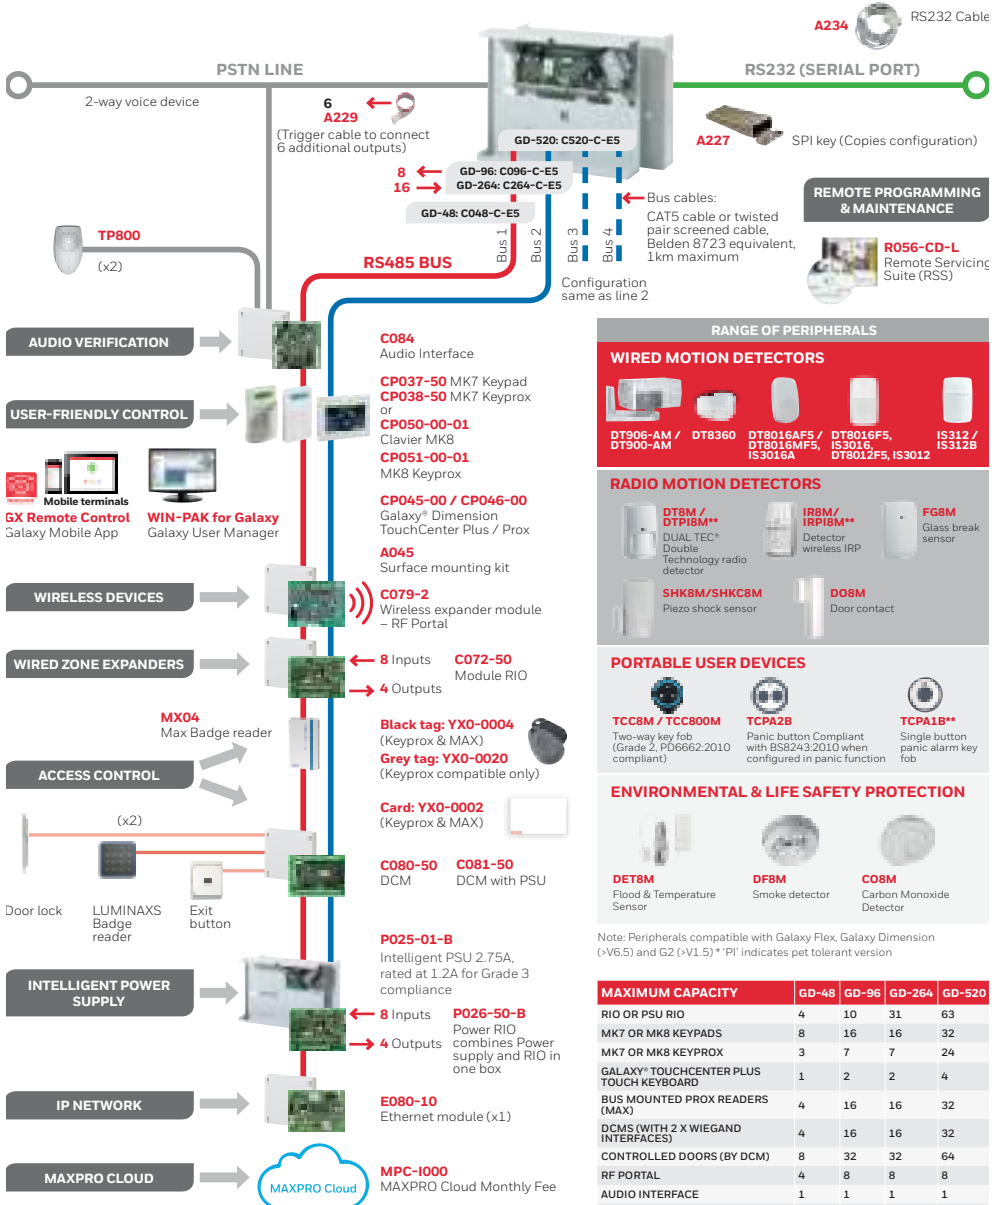 A234
RS232 Cable
PSTN LINE
RS232 (SERIAL PORT)
2-way voice device
6
A229
(Trigger cable to connect
6 additional outputs)
GD-520: C520-C-E5
A227
SPI key (Copies configuration)
8
16
GD-96: C096-C-E5
GD-264: C264-C-E5
GD-48: C048-C-E5
Bus 1
Bus 2
Bus 3
Bus 4
Bus cables:
CAT5 cable or twisted
pair screened cable,
Belden 8723 equivalent,
1km maximum
REMOTE PROGRAMMING
& MAINTENANCE
R056-CD-L
Remote Servicing
Suite (RSS)
TP800
(x2)
RS485 BUS
Configuration
same as line 2
AUDIO VERIFICATION
C084
Audio Interface
USER-FRIENDLY CONTROL
CP037-50 MK7 Keypad
CP038-50 MK7 Keyprox
or
CP050-00-01
Clavier MK8
CP051-00-01
MK8 Keyprox
CP045-00 / CP046-00
Galaxy® Dimension
TouchCenter Plus / Prox
Mobile terminals
GX Remote Control
Galaxy Mobile App
WIN-PAK for Galaxy
Galaxy User Manager
A045
Surface mounting kit
WIRELESS DEVICES
C079-2
Wireless expander module
– RF Portal
WIRED ZONE EXPANDERS
8 Inputs
4 Outputs
C072-50
Module RIO
MX04
Max Badge reader
ACCESS CONTROL
Black tag: YX0-0004
(Keyprox & MAX)
Grey tag: YX0-0020
(Keyprox compatible only)
Card: YX0-0002
(Keyprox & MAX)
(x2)
Door lock
LUMINAXS
Badge
reader
Exit
button
C080-50
DCM
C081-50
DCM with PSU
INTELLIGENT POWER
SUPPLY
P025-01-B
Intelligent PSU 2.75A,
rated at 1.2A for Grade 3
compliance
8 Inputs
4 Outputs
P026-50-B
Power RIO
combines Power
supply and RIO in
one box
IP NETWORK
E080-10
Ethernet module (x1)
MAXPRO CLOUD
MAXPRO Cloud
MPC-I000
MAXPRO Cloud Monthly Fee
RANGE OF PERIPHERALS
WIRED MOTION DETECTORS
DT906-AM /
DT900-AM
DT8360
DT8016AF5 /
DT8016MF5,
IS3016A
DT8016F5,
IS3016,
DT8012F5, IS3012
IS312 /
IS312B
RADIO MOTION DETECTORS
DT8M /
DTPI8M**
DUAL TEC®
Double
Technology radio
detector
IR8M/
IRPI8M**
Detector
wireless IRP
FG8M
Glass break
sensor
SHK8M/SHKC8M
Piezo shock sensor
DO8M
Door contact
PORTABLE USER DEVICES
TCC8M / TCC800M
Two-way key fob
(Grade 2, PD6662:2010
compliant)
TCPA2B
Panic button Compliant
with BS8243:2010 when
configured in panic function
TCPA1B**
Single button
panic alarm key
fob
ENVIRONMENTAL & LIFE SAFETY PROTECTION
DET8M
Flood & Temperature
Sensor
DF8M
Smoke detector
CO8M
Carbon Monoxide
Detector
Note: Peripherals compatible with Galaxy Flex, Galaxy Dimension
(>V6.5) and G2 (>V1.5) * 'PI' indicates pet tolerant version
MAXIMUM CAPACITY GD-48 GD-96 GD-264 GD-520
RIO OR PSU RIO 4 10 31 63
MK7 OR MK8 KEYPADS 8 16 16 32
MK7 OR MK8 KEYPROX 3 7 7 24
GALAXY® TOUCHCENTER PLUS
TOUCH KEYBOARD 1 2 2 4
BUS MOUNTED PROX READERS
(MAX) 4 16 16 32
DCMS (WITH 2 X WIEGAND
INTERFACES) 4 16 16 32
CONTROLLED DOORS (BY DCM) 8 32 32 64
RF PORTAL 4 8 8 8
AUDIO INTERFACE 1 1 1 1